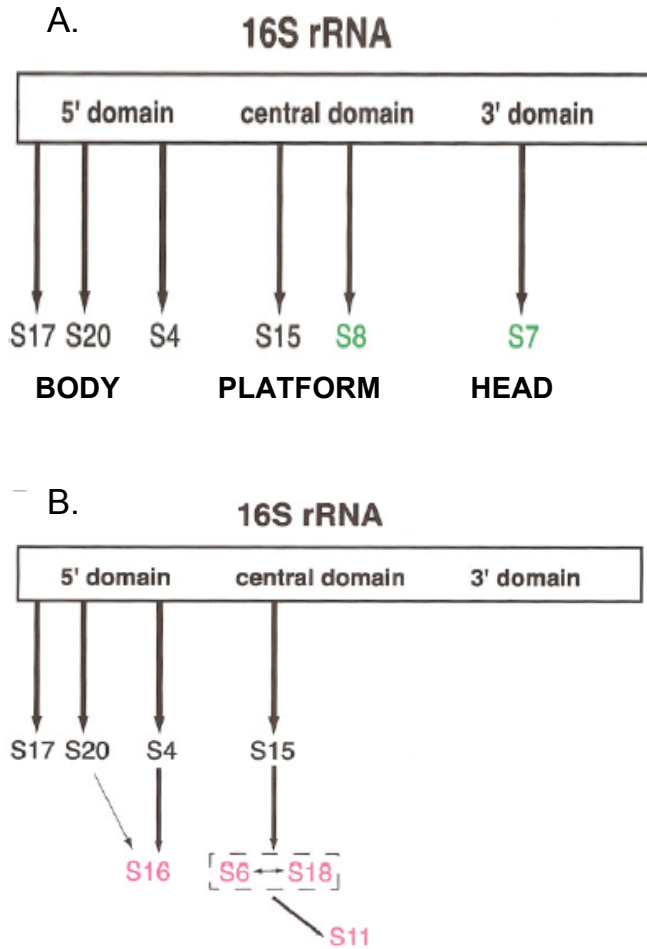 A.
16S rRNA
5' domain central domain 3' domain
S17 S20 S4 S15 S8 S7
BODY PLATFORM HEAD
B.
16S rRNA
5' domain central domain 3' domain
S17 S20 S4 S15
S16 S6 S18
S11